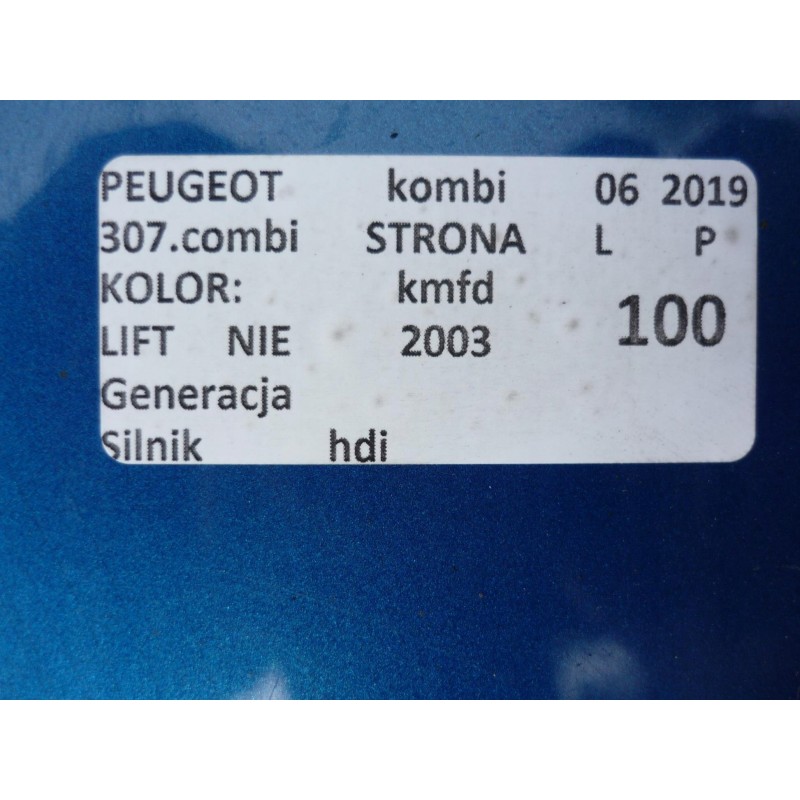 PEUGEOT kombi 06 2019
307.combi STRONA L P
KOLOR: kmfd 100
LIFT NIE 2003
Generacja
Silnik hdi